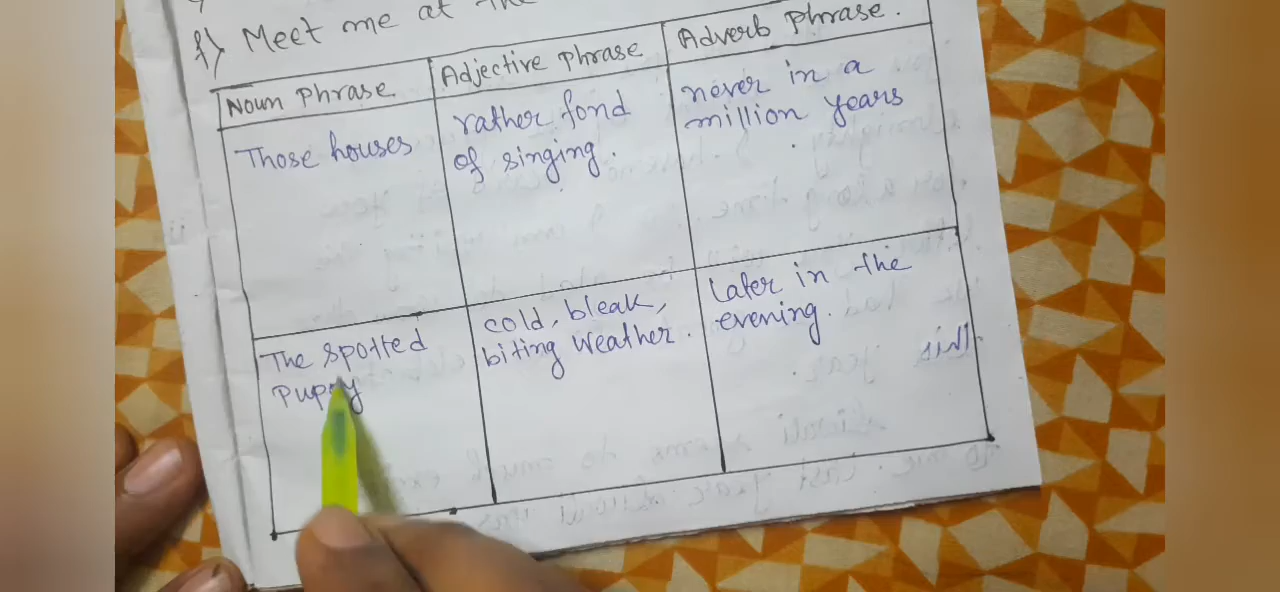 f) Meet me at the
Noun Phrase
Adjective Phrase
Adverb Phrase.
Those houses
rather fond
of singing.
never in a
million years
The spotted
Puppy
cold, bleak,
biting weather.
Later in the
evening.